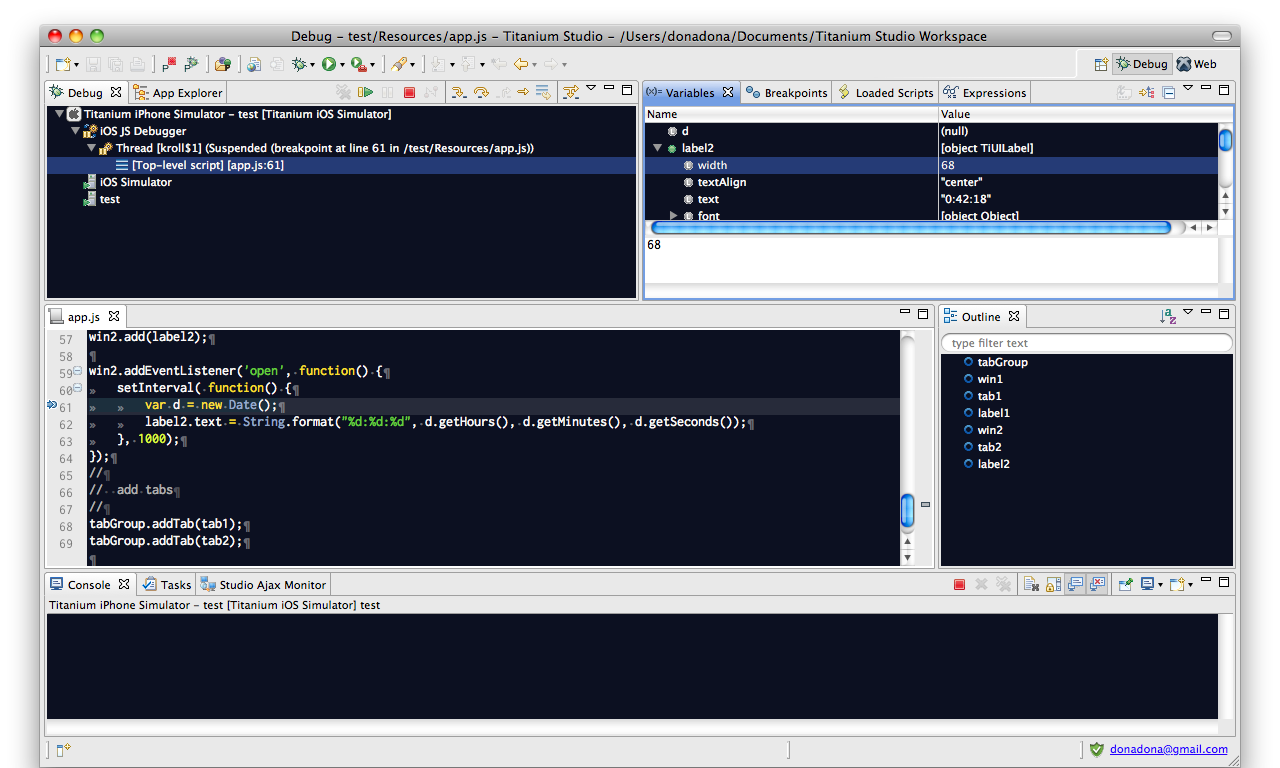 Debug – test/Resources/app.js – Titanium Studio – /Users/donadona/Documents/Titanium Studio Workspace
Debug Web
Debug App Explorer
Titanium iPhone Simulator – test [Titanium iOS Simulator]
iOS JS Debugger
Thread [kroll$1] (Suspended (breakpoint at line 61 in /test/Resources/app.js))
[Top-level script] [app.js:61]
iOS Simulator
test
(x)= Variables Breakpoints Loaded Scripts Expressions
Name Value
d (null)
label2 [object TiUILabel]
width 68
textAlign "center"
text "0:42:18"
font [object Object]
68
app.js
57 win2.add(label2);¶
58 ¶
59 win2.addEventListener('open',·function()·{¶
60 » setInterval(·function()·{¶
61 » » var·d·=·new·Date();¶
62 » » label2.text·=·String.format("%d:%d:%d",·d.getHours(),·d.getMinutes(),·d.getSeconds());¶
63 » },·1000);¶
64 });¶
65 //¶
66 //··add·tabs¶
67 //¶
68 tabGroup.addTab(tab1);¶
69 tabGroup.addTab(tab2);¶
¶
Outline
type filter text
tabGroup
win1
tab1
label1
win2
tab2
label2
Console Tasks Studio Ajax Monitor
Titanium iPhone Simulator – test [Titanium iOS Simulator] test
donadona@gmail.com